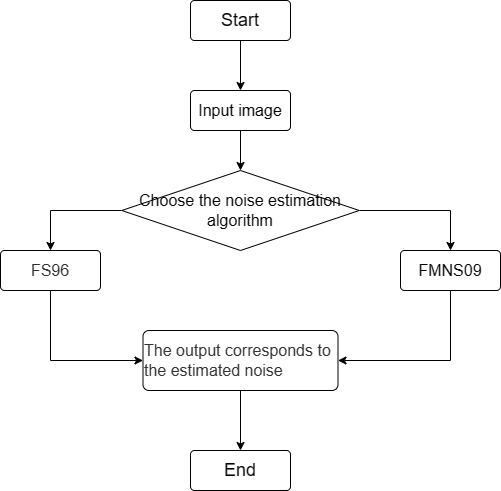 Start
Input image
Choose the noise estimation
algorithm
FS96
FMNS09
The output corresponds to
the estimated noise
End